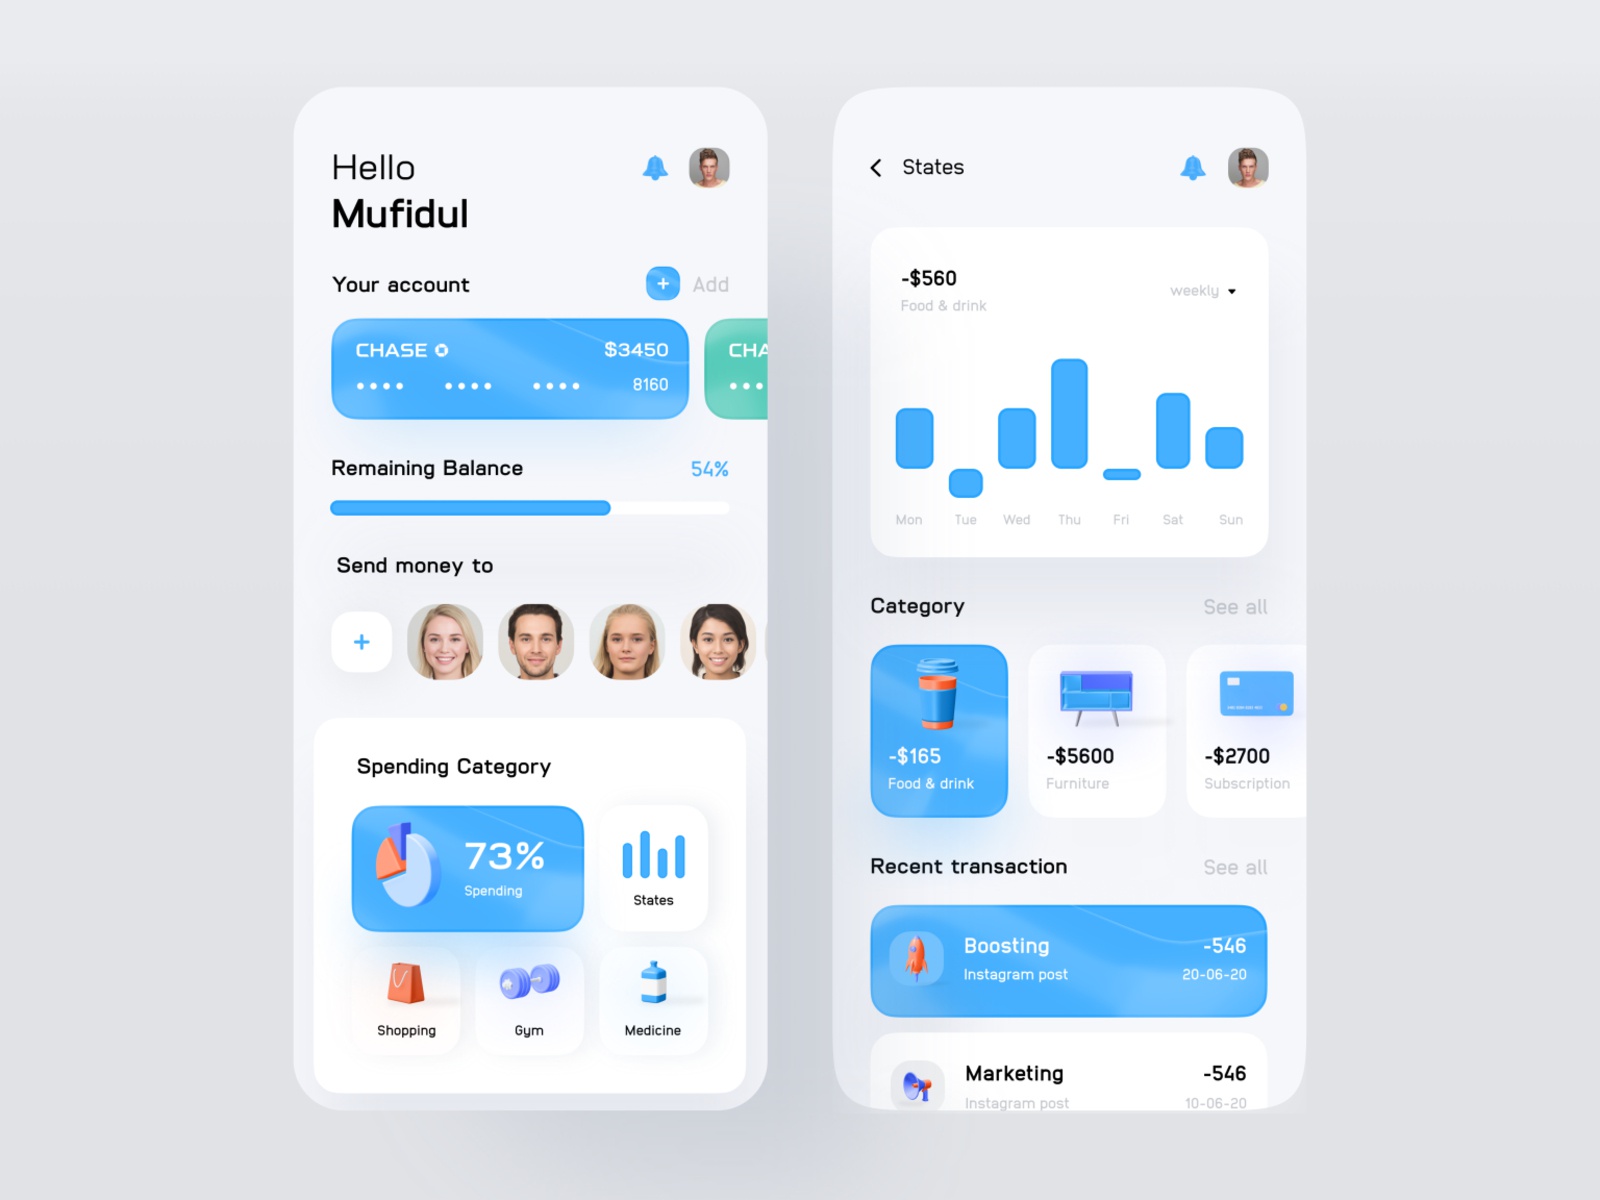 Hello
Mufidul
Your account
+ Add
CHASE $3450
•••• •••• •••• 8160
CHA
•••
Remaining Balance 54%
Send money to
+
Spending Category
73%
Spending
States
Shopping
Gym
Medicine
States
-$560
Food & drink
weekly
Mon Tue Wed Thu Fri Sat Sun
Category See all
-$165
Food & drink
-$5600
Furniture
-$2700
Subscription
Recent transaction See all
Boosting -546
Instagram post 20-06-20
Marketing -546
Instagram post 10-06-20